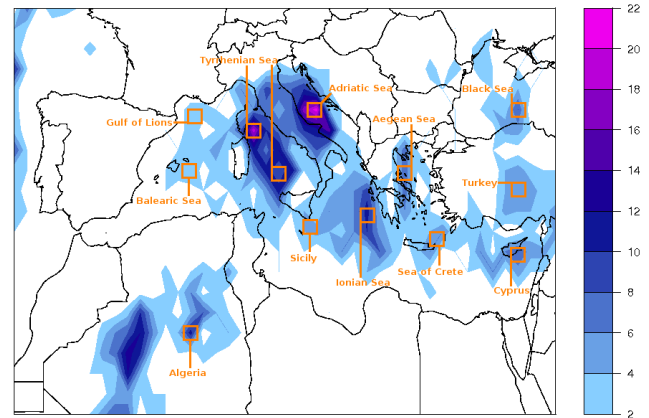 22
20
18
16
14
12
10
8
6
4
2
Tyrrhenian Sea
Adriatic Sea
Black Sea
Gulf of Lions
Aegean Sea
Turkey
Balearic Sea
Sicily
Ionian Sea
Sea of Crete
Cyprus
Algeria